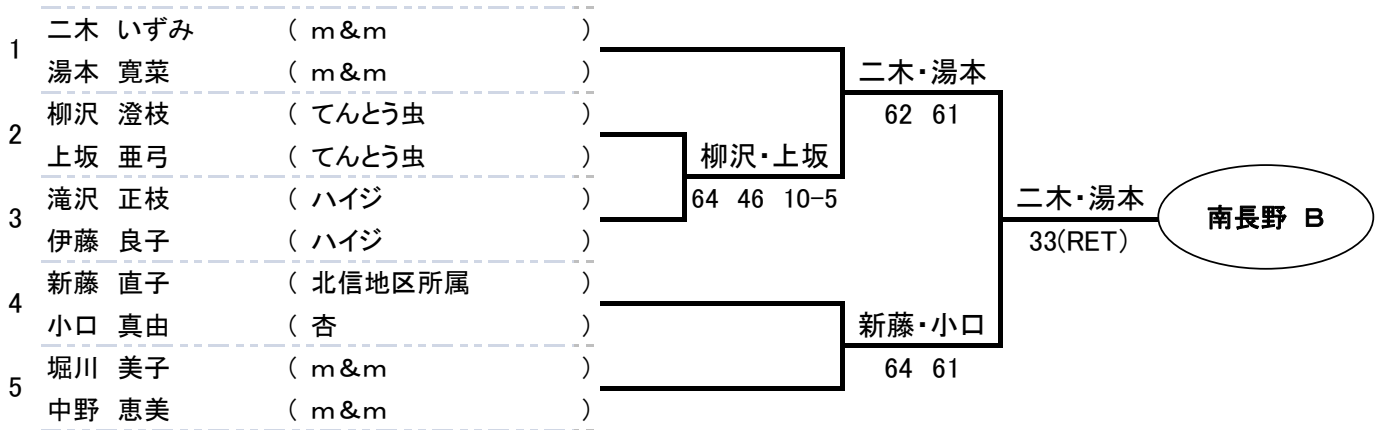 1
二木 いずみ ( m&m )
湯本 寛菜 ( m&m )
2
柳沢 澄枝 ( てんとう虫 )
上坂 亜弓 ( てんとう虫 )
3
滝沢 正枝 ( ハイジ )
伊藤 良子 ( ハイジ )
4
新藤 直子 ( 北信地区所属 )
小口 真由 ( 杏 )
5
堀川 美子 ( m&m )
中野 恵美 ( m&m )
柳沢・上坂
64 46 10-5
二木・湯本
62 61
新藤・小口
64 61
二木・湯本
33(RET)
南長野 B